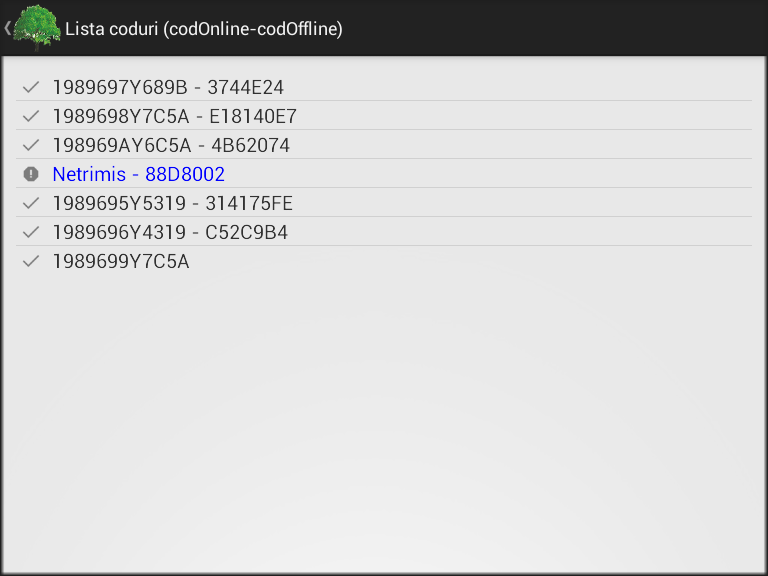 Lista coduri (codOnline-codOffline)
1989697Y689B - 3744E24
1989698Y7C5A - E18140E7
198969AY6C5A - 4B62074
Netrimis - 88D8002
1989695Y5319 - 314175FE
1989696Y4319 - C52C9B4
1989699Y7C5A